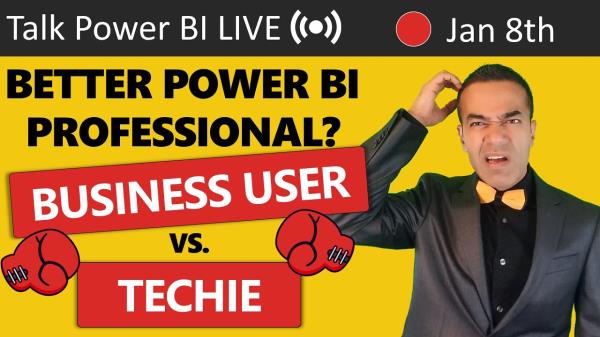 Talk Power BI LIVE
Jan 8th
BETTER POWER BI
PROFESSIONAL?
BUSINESS USER
VS.
TECHIE